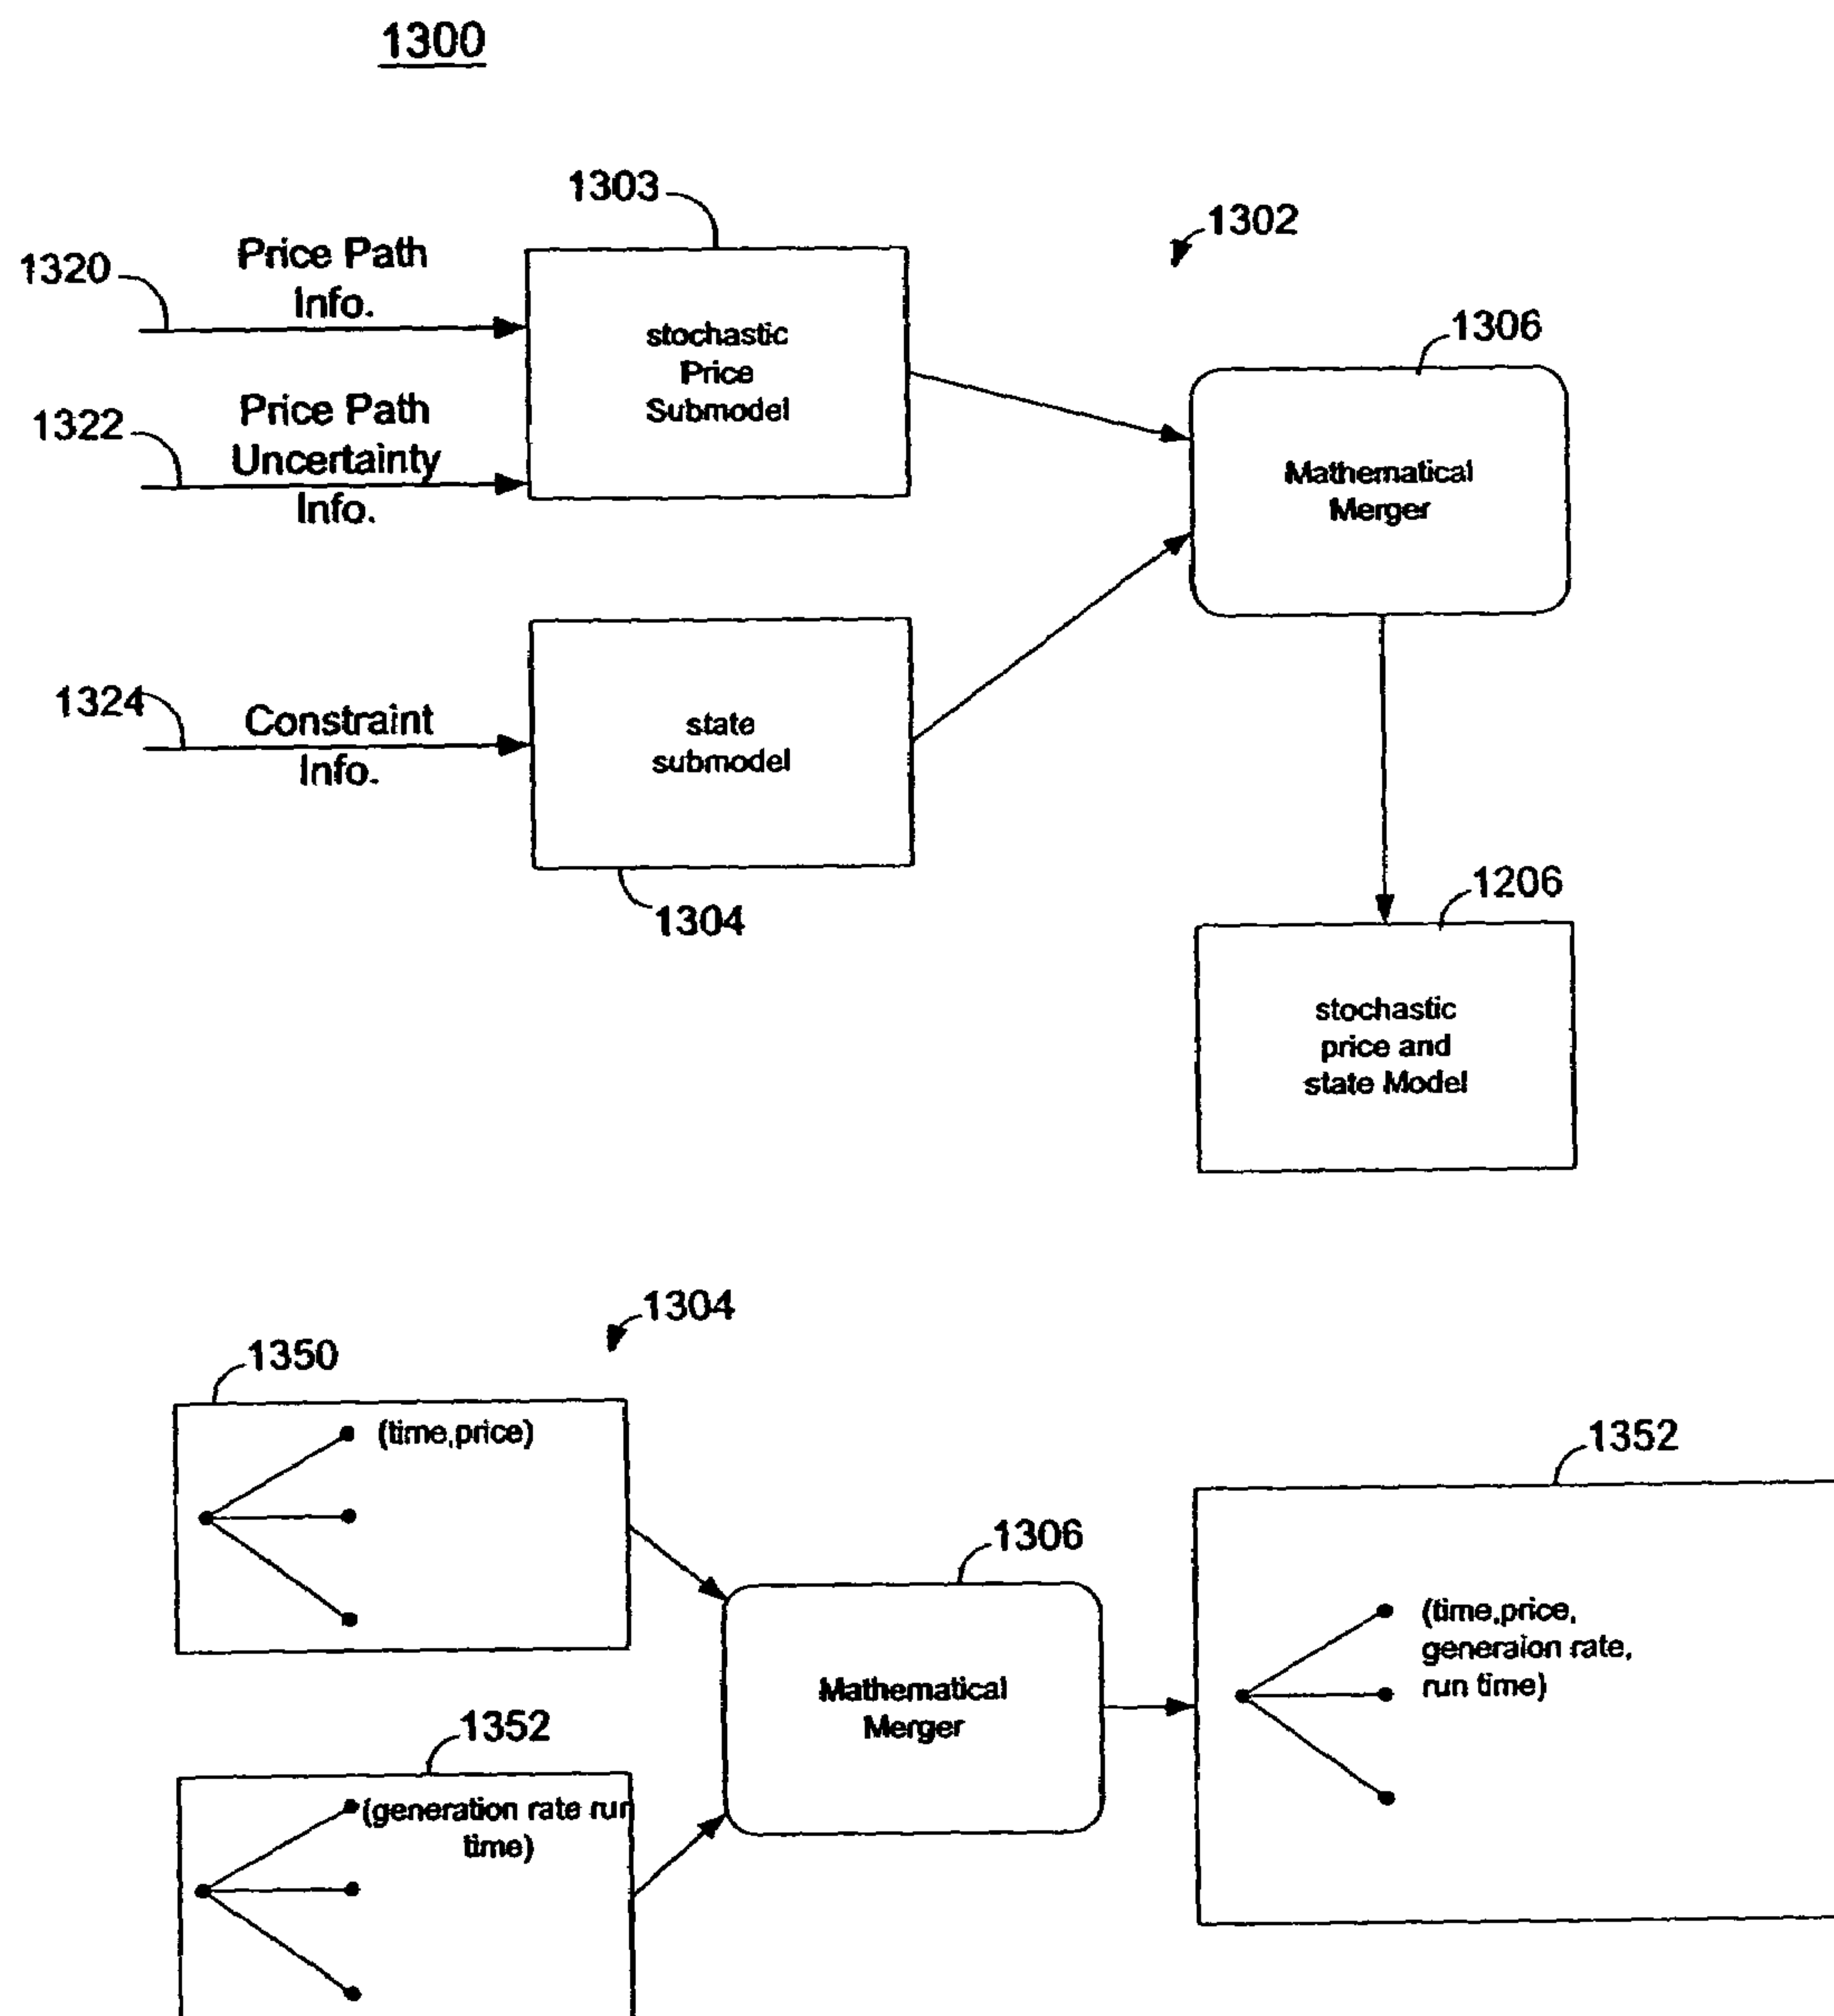 1300
1303
1302
1320
Price Path
Info.
stochastic
Price
Submodel
1306
1322
Price Path
Uncertainty
Info.
Mathematical
Merger
1324
Constraint
Info.
state
submodel
1304
1206
stochastic
price and
state Model
1304
1350
(time,price)
1352
1306
(time,price,
generaion rate,
run time)
Mathematical
Merger
1352
(generation rate run
time)